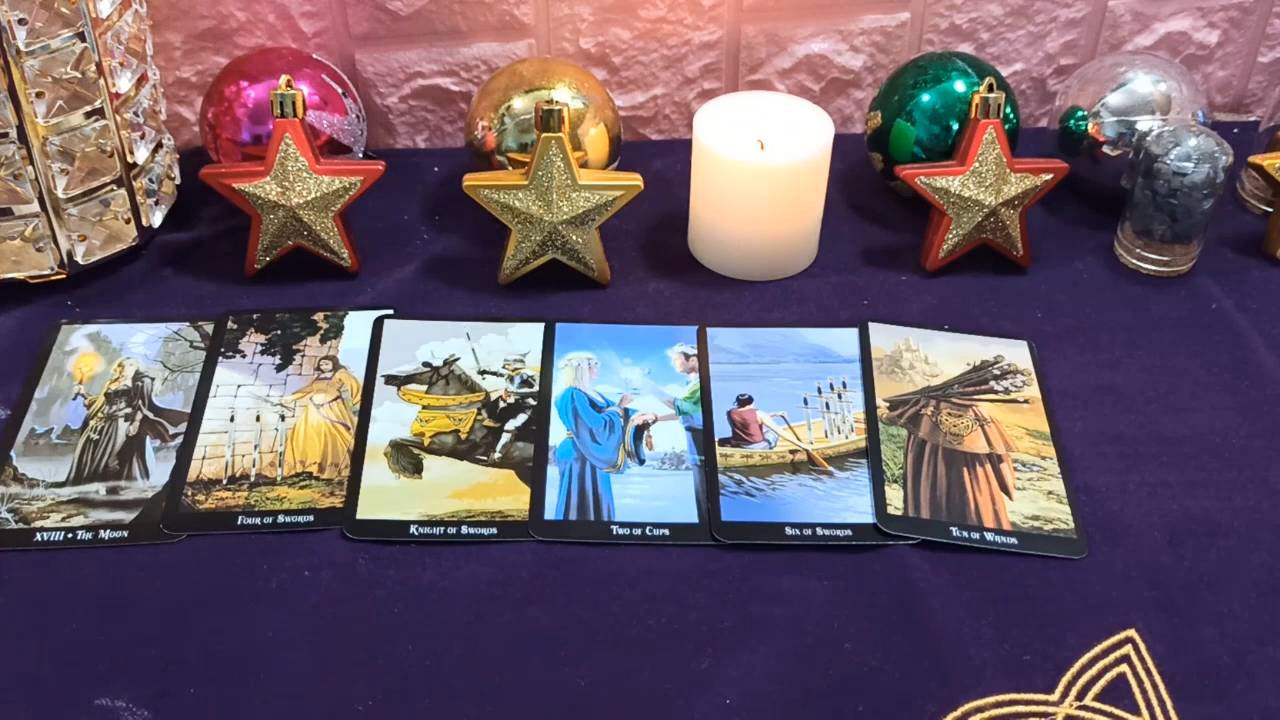 XVIII • The Moon
Four of Swords
Knight of Swords
Two of Cups
Six of Swords
Ten of Wands